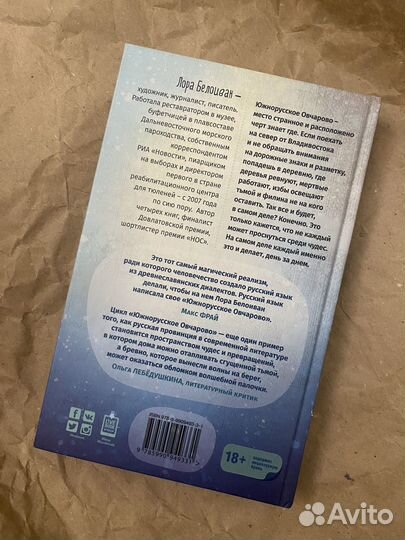 Лора Белоиван –
художник, журналист, писатель.
Работала реставратором в музее,
буфетчицей в плавсоставе
Дальневосточного морского
пароходства, собственным
корреспондентом
РИА «Новости», пиарщиком
на выборах и директором
первого в стране
реабилитационного центра
для тюленей – с 2007 года
по сию пору. Автор
четырех книг, финалист
Довлатовской премии,
шортлистер премии «НОС».
Южнорусское Овчарово –
место странное и расположено
черт знает где. Если поехать
на север от Владивостока
и не обращать внимания
на дорожные знаки и разметку,
попадешь в деревню, где
деревья ревнуют, мертвые
работают, избы освещают
тьмой и филина не на кого
оставить. Так все и будет,
в самом деле? Конечно. Это
только кажется, что не каждый
может проснуться среди чудес.
На самом деле каждый именно
это и делает, день за днем.
Это тот самый магический реализм,
ради которого человечество создало русский язык
из древнеславянских диалектов. Русский язык
делали, чтобы на нем Лора Белоиван
написала свое «Южнорусское Овчарово».
МАКС ФРАЙ
Цикл «Южнорусское Овчарово» — еще один пример
того, как русская провинция в современной литературе
становится пространством чудес и превращений,
в котором дома можно отапливать сгущенной тьмой,
а бревно, которое вынесли волны на берег,
может оказаться обломком волшебной палочки.
ОЛЬГА ЛЕБЁДУШКИНА, ЛИТЕРАТУРНЫЙ КРИТИК
18+
Avito